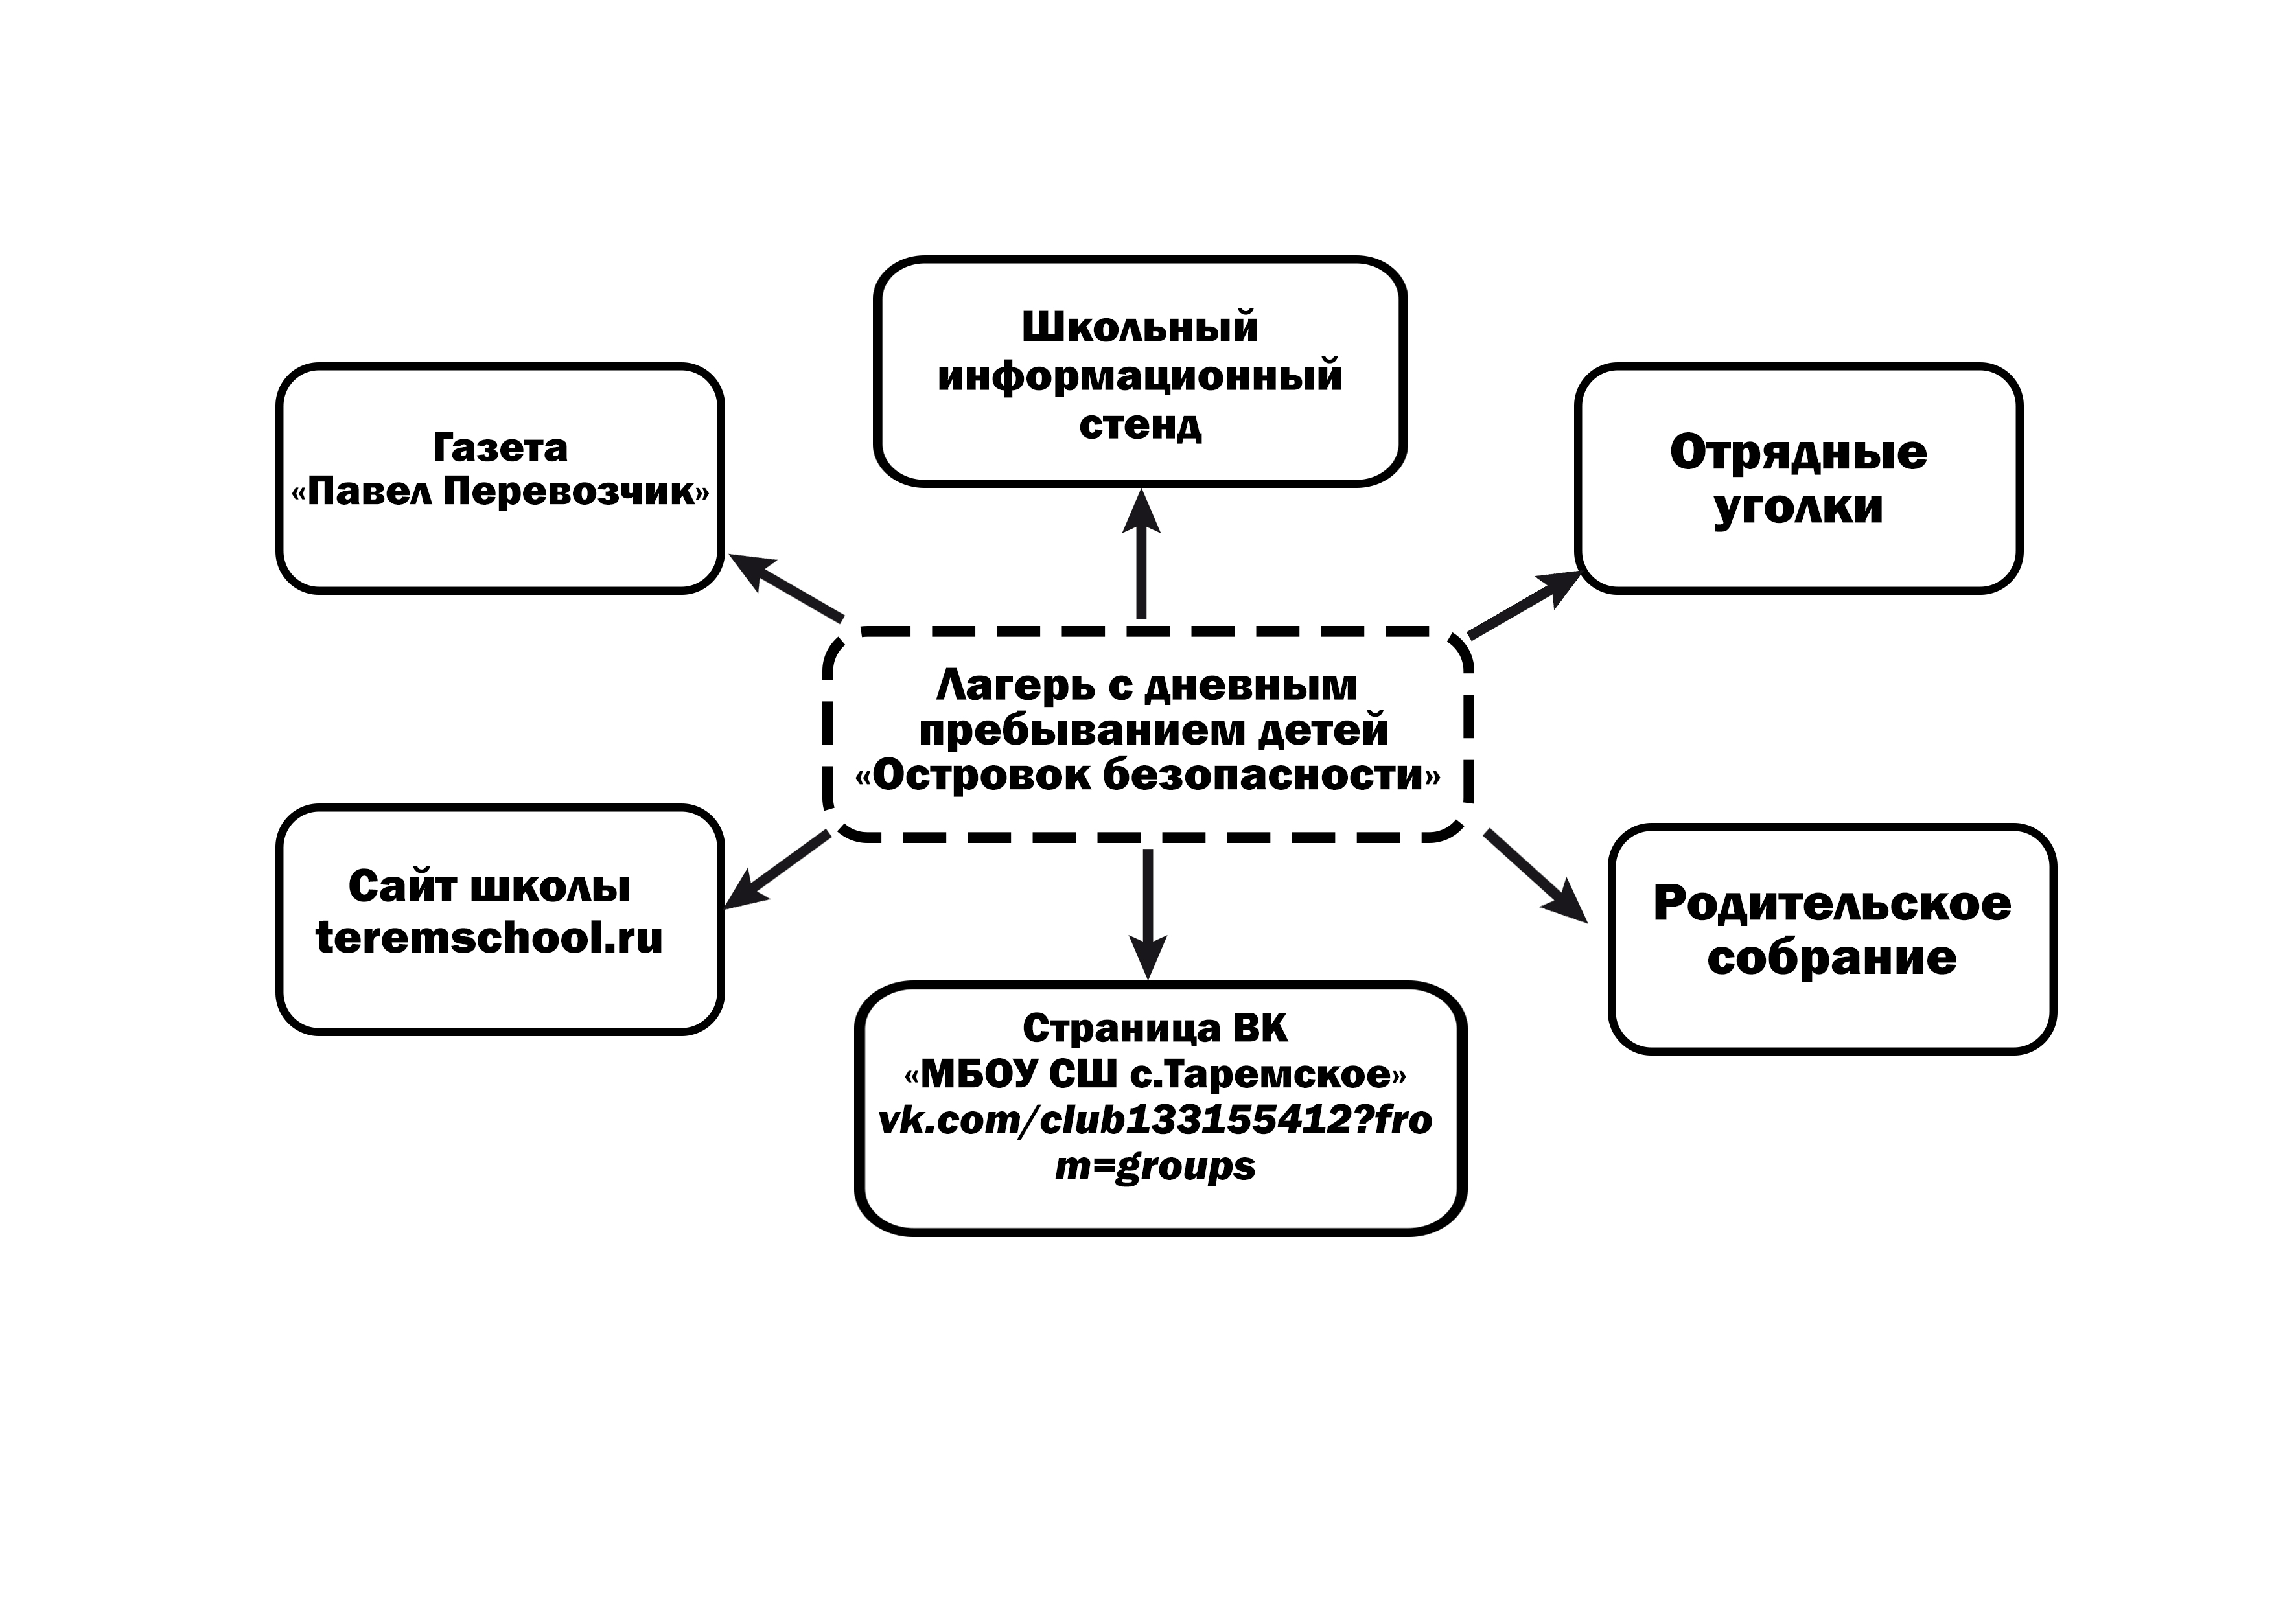 Школьный
информационный
стенд
Газета
«Павел Перевозчик»
Отрядные
уголки
Лагерь с дневным
пребыванием детей
«Островок безопасности»
Сайт школы
teremschool.ru
Родительское
собрание
Страница ВК
«МБОУ СШ с.Таремское»
vk.com/club133155412?fro
m=groups